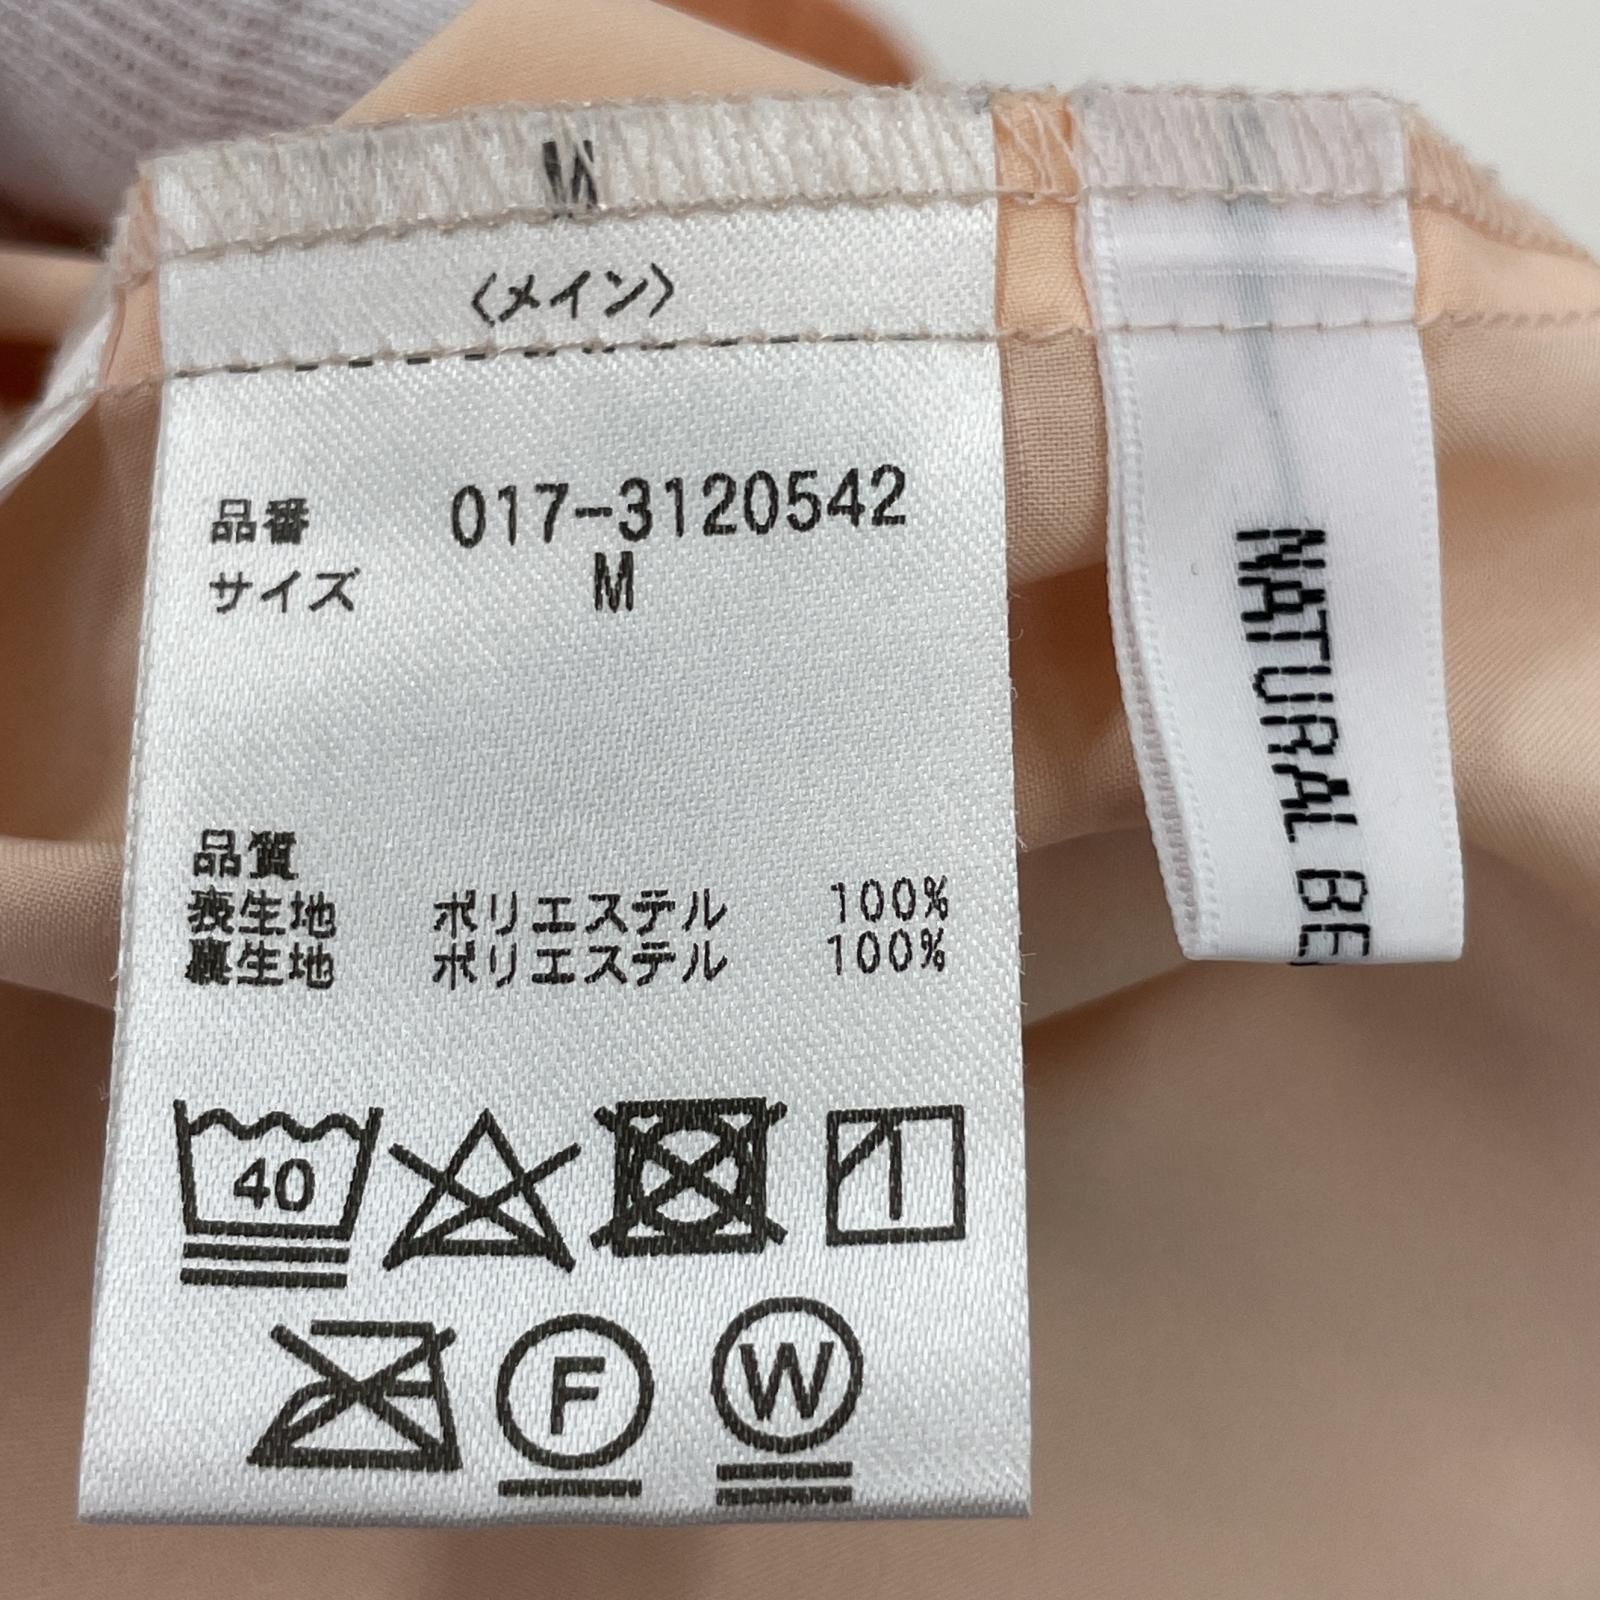 M
〈メイン〉
品番 017-3120542
サイズ M
品質
表生地 ポリエステル 100%
裏生地 ポリエステル 100%
40
F
W
NATURAL BE